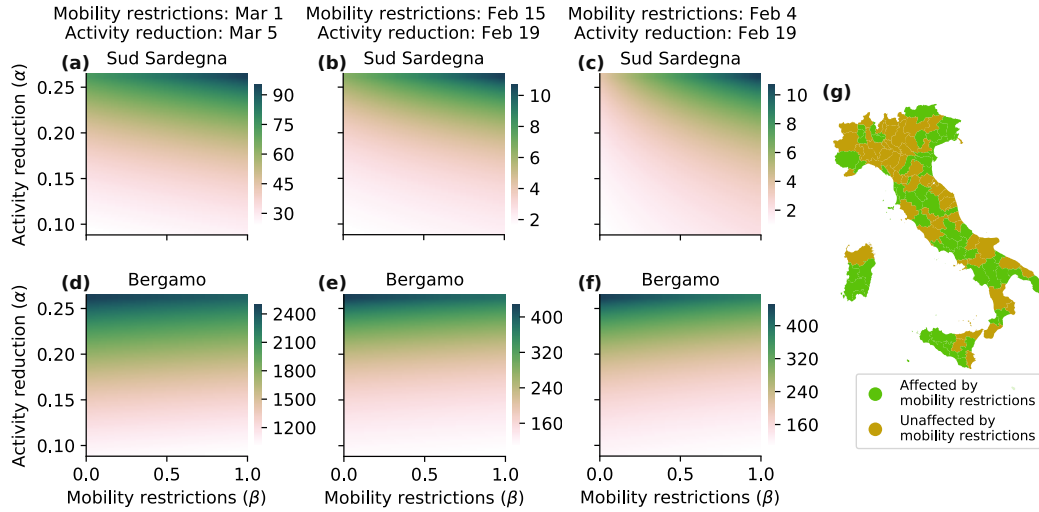 Mobility restrictions: Mar 1
Activity reduction: Mar 5
Mobility restrictions: Feb 15
Activity reduction: Feb 19
Mobility restrictions: Feb 4
Activity reduction: Feb 19
(a) Sud Sardegna
(b) Sud Sardegna
(c) Sud Sardegna
(g)
Activity reduction (α)
0.25
0.20
0.15
0.10
90
75
60
45
30
10
8
6
4
2
10
8
6
4
2
(d) Bergamo
(e) Bergamo
(f) Bergamo
Activity reduction (α)
0.25
0.20
0.15
0.10
2400
2100
1800
1500
1200
400
320
240
160
400
320
240
160
0.0 0.5 1.0
0.0 0.5 1.0
0.0 0.5 1.0
Mobility restrictions (β)
Mobility restrictions (β)
Mobility restrictions (β)
Affected by
mobility restrictions
Unaffected by
mobility restrictions